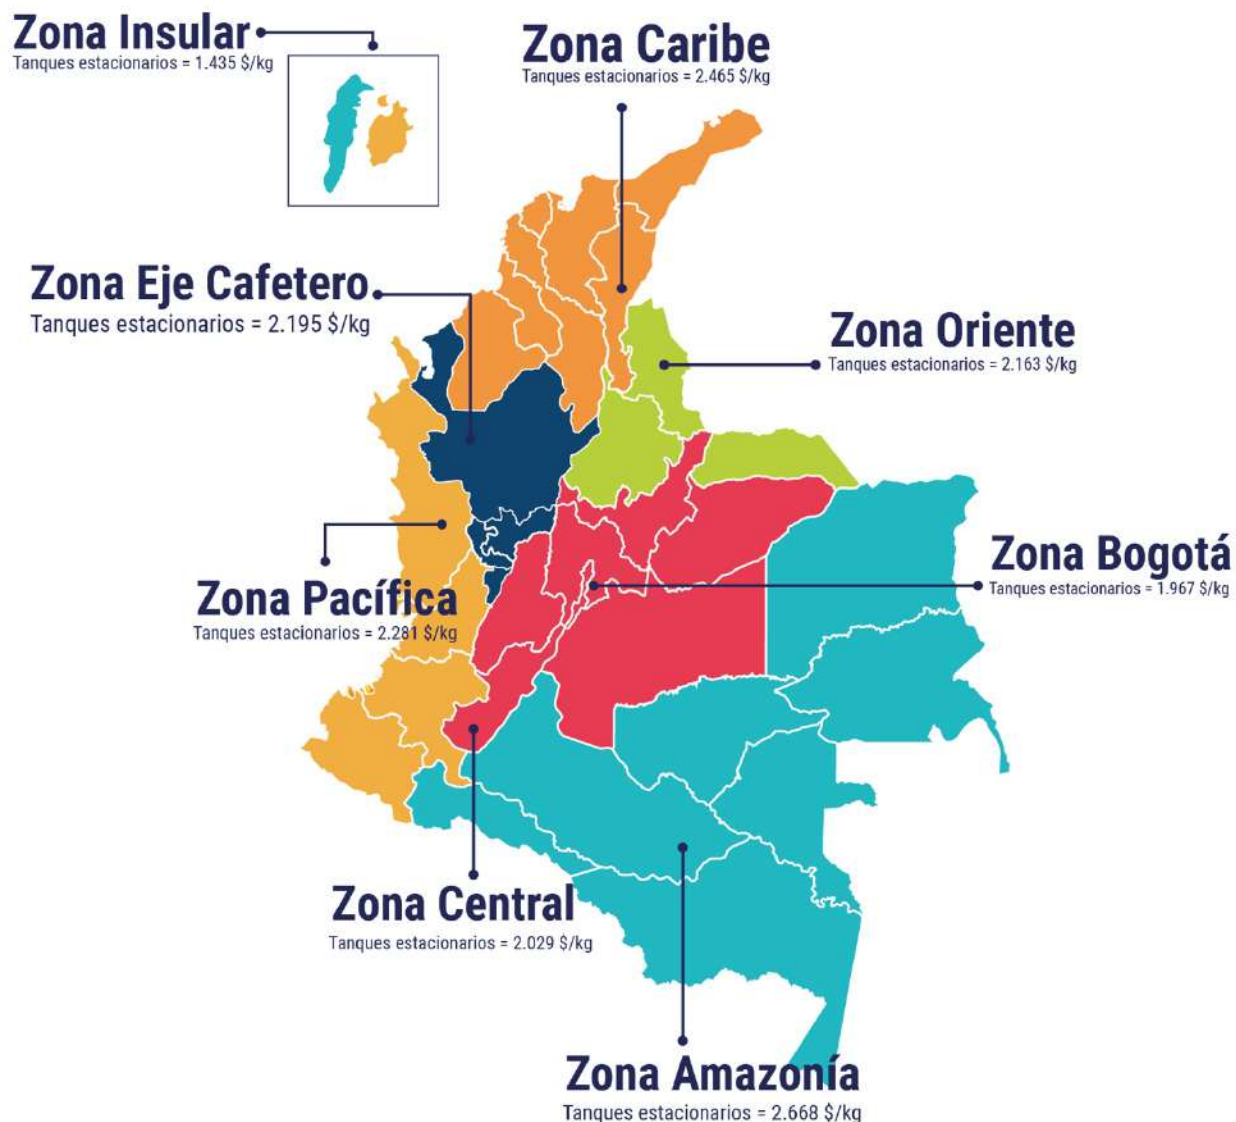 Zona Insular
Tanques estacionarios = 1.435 $/kg
Zona Caribe
Tanques estacionarios = 2.465 $/kg
Zona Eje Cafetero
Tanques estacionarios = 2.195 $/kg
Zona Oriente
Tanques estacionarios = 2.163 $/kg
Zona Bogotá
Tanques estacionarios = 1.967 $/kg
Zona Pacífica
Tanques estacionarios = 2.281 $/kg
Zona Central
Tanques estacionarios = 2.029 $/kg
Zona Amazonía
Tanques estacionarios = 2.668 $/kg